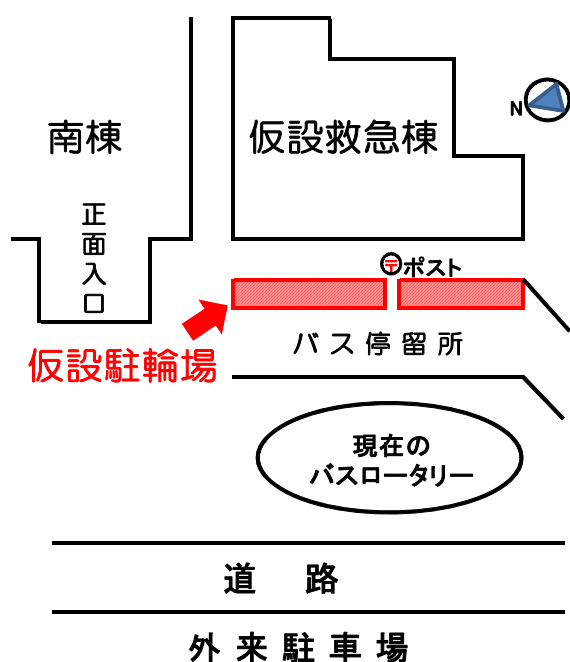 南棟
仮設救急棟
N
正面入口
〒ポスト
仮設駐輪場
バス停留所
現在の
バスロータリー
道　路
外来駐車場